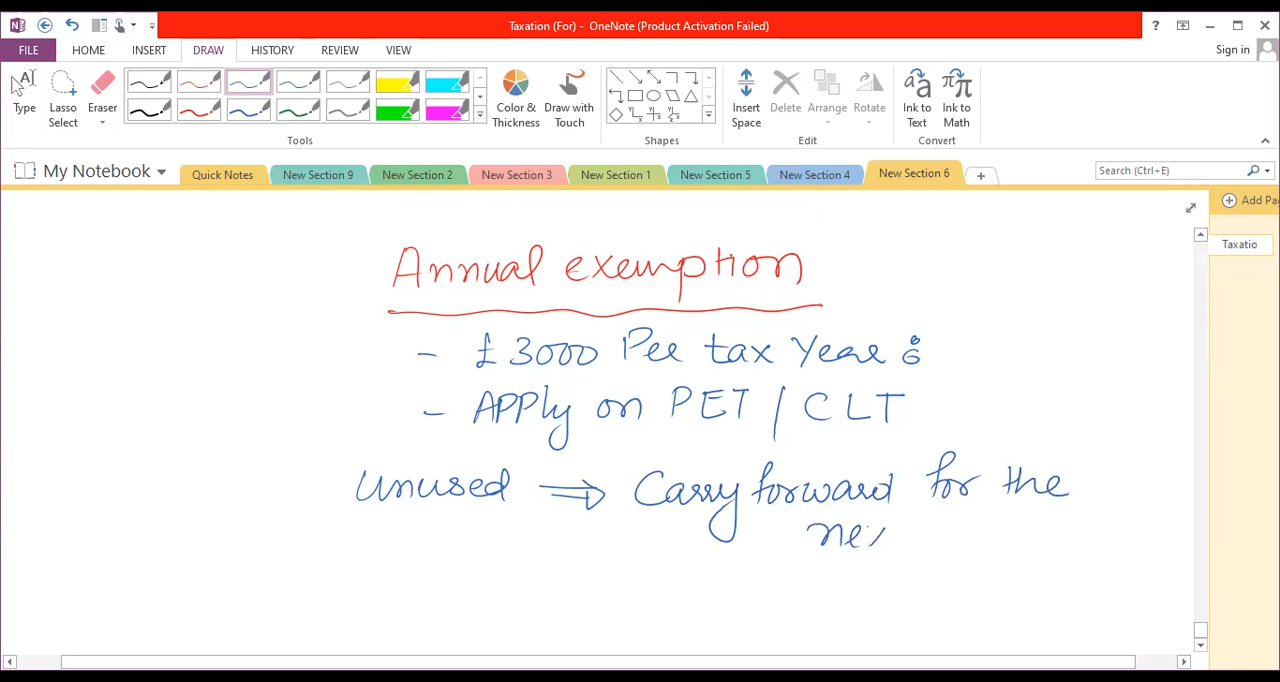 Taxation (For) - OneNote (Product Activation Failed)
?
FILE HOME INSERT DRAW HISTORY REVIEW VIEW
Sign in
Type Lasso Select Eraser Color & Thickness Draw with Touch Insert Space Delete Arrange Rotate Ink to Text Ink to Math
Tools Shapes Edit Convert
My Notebook Quick Notes New Section 9 New Section 2 New Section 3 New Section 1 New Section 5 New Section 4 New Section 6 + Search (Ctrl+E)
Add Pa
Taxatio
Annual exemption
- £3000 Per tax Year
- APPly on PET / CLT
Unused ⇒ Carry forward for the